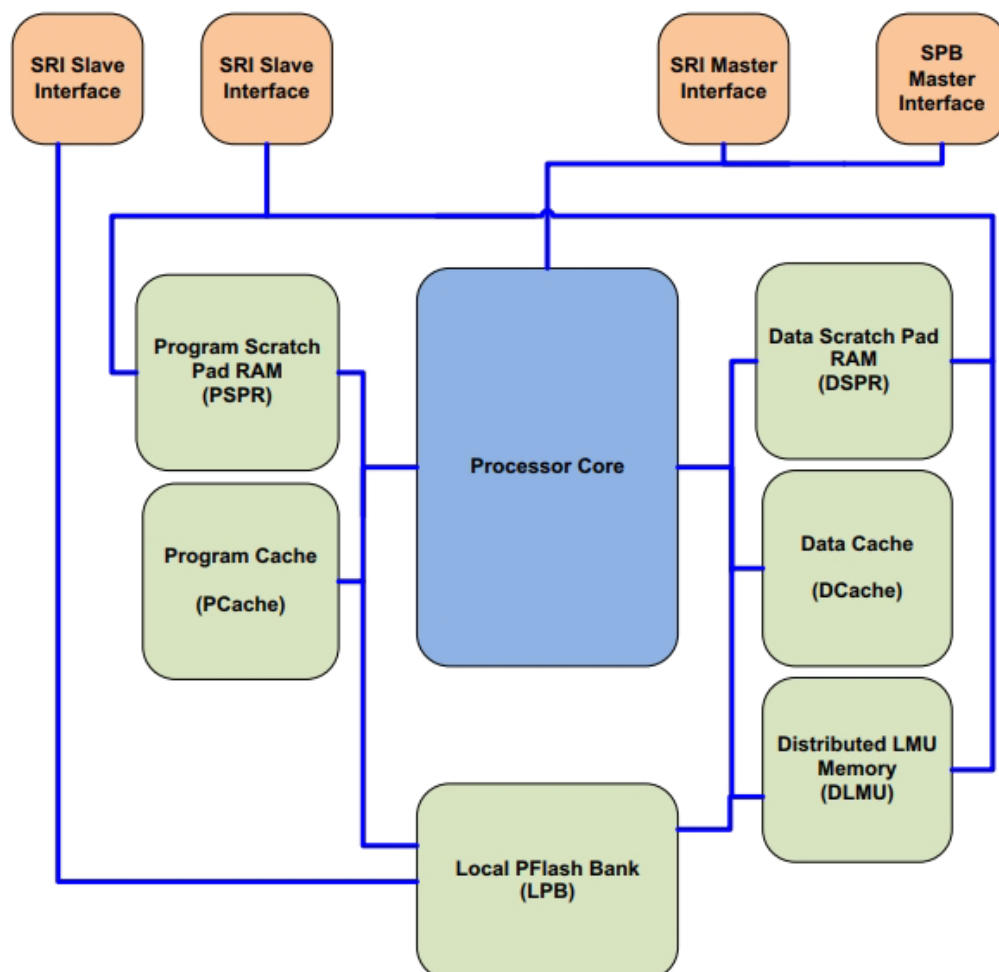 SRI Slave
Interface
SRI Slave
Interface
SRI Master
Interface
SPB
Master
Interface
Program Scratch
Pad RAM
(PSPR)
Processor Core
Data Scratch Pad
RAM
(DSPR)
Program Cache
(PCache)
Data Cache
(DCache)
Distributed LMU
Memory
(DLMU)
Local PFlash Bank
(LPB)